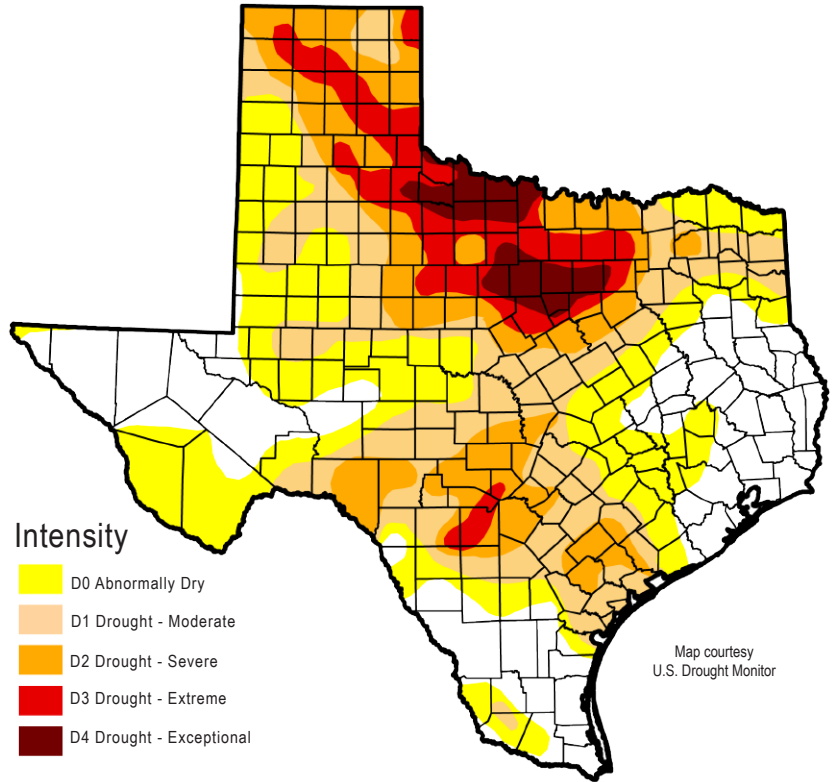 Intensity
D0 Abnormally Dry
D1 Drought - Moderate
D2 Drought - Severe
D3 Drought - Extreme
D4 Drought - Exceptional
Map courtesy
U.S. Drought Monitor